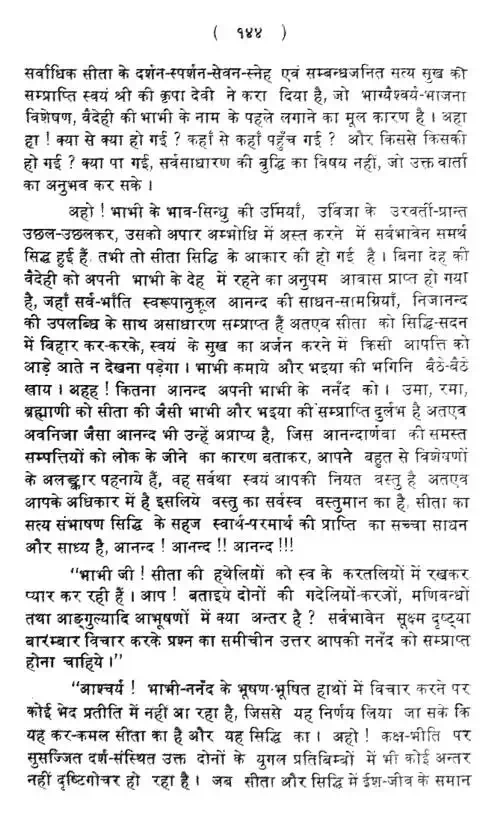 ( १४४ )
सर्वाधिक सीता के दर्शन-स्पर्शन-सेवन-स्नेह एवं सम्बन्धजनित सत्य सुख की
सम्प्राप्ति स्वयं श्री की कृपा देवी ने करा दिया है, जो भाग्यैश्वर्य-भाजना
विशेषण, वैदेही की भाभी के नाम के पहले लगाने का मूल कारण है । अहा
हा ! क्या से क्या हो गई ? कहाँ से कहाँ पहुँच गई ? और किससे किसकी
हो गई ? क्या पा गई, सर्वसाधारण की बुद्धि का विषय नहीं, जो उक्त वार्ता
का अनुभव कर सके ।
अहो ! भाभी के भाव-सिन्धु की उर्मियाँ, उर्विजा के उरवर्ती-प्रान्त
उछल-उछलकर, उसको अपार अम्भोधि में अस्त करने में सर्वभावेन समर्थ
सिद्ध हुई हैं, तभी तो सीता सिद्धि के आकार की हो गई है । बिना देह की
वैदेही को अपनी भाभी के देह में रहने का अनुपम आवास प्राप्त हो गया
है, जहाँ सर्व-भाँति स्वरूपानुकूल आनन्द की साधन-सामग्रियाँ, निजानन्द
की उपलब्धि के साथ असाधारण सम्प्राप्त हैं अतएव सीता को सिद्धि-सदन
में विहार कर-करके, स्वयं के सुख का अर्जन करने में किसी आपत्ति को
आड़े आते न देखना पड़ेगा । भाभी कमाये और भइया की भगिनि बैठे-बैठे
खाय । अहह ! कितना आनन्द अपनी भाभी के ननँद को । उमा, रमा,
ब्रह्माणी को सीता की जैसी भाभी और भइया की सम्प्राप्ति दुर्लभ है अतएव
अवनिजा जैसा आनन्द भी उन्हें अप्राप्य है, जिस आनन्दार्णवा की समस्त
सम्पत्तियों को लोक के जीने का कारण बताकर, आपने बहुत से विशेषणों
के अलङ्कार पहनाये हैं, वह सर्वथा स्वयं आपकी नियत वस्तु है अतएव
आपके अधिकार में है इसलिये वस्तु का सर्वस्व वस्तुमान का है, सीता का
सत्य संभाषण सिद्धि के सहज स्वार्थ-परमार्थ की प्राप्ति का सच्चा साधन
और साध्य है, आनन्द ! आनन्द !! आनन्द !!!
"भाभी जी ! सीता की हथेलियों को स्व के करतलियों में रखकर
प्यार कर रही हैं । आप ! बताइये दोनों की गदेलियों-करजों, मणिवन्धों
तथा आङ्गुल्यादि आभूषणों में क्या अन्तर है ? सर्वभावेन सूक्ष्म दृष्ट्या
बारम्बार विचार करके प्रश्न का समीचीन उत्तर आपकी ननँद को सम्प्राप्त
होना चाहिये ।"
"आश्चर्य ! भाभी-ननँद के भूषण-भूषित हाथों में विचार करने पर
कोई भेद प्रतीति में नहीं आ रहा है, जिससे यह निर्णय लिया जा सके कि
यह कर-कमल सीता का है और यह सिद्धि का । अहो ! कक्ष-भीति पर
सुसज्जित दर्श-संस्थित उक्त दोनों के युगल प्रतिबिम्बों में भी कोई अन्तर
नहीं दृष्टिगोचर हो रहा है । जब सीता और सिद्धि में ईश-जीव के समान